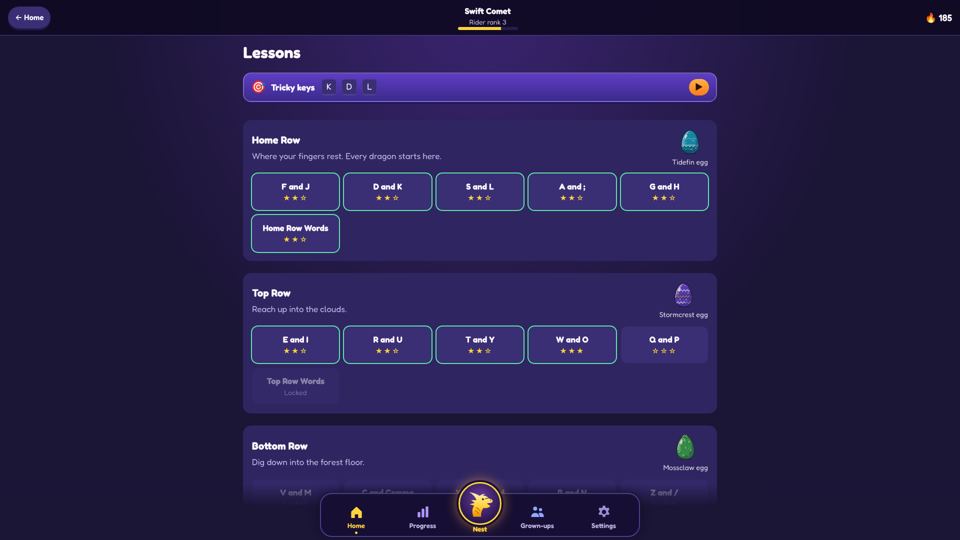 ← Home
Swift Comet
Rider rank 3
185
Lessons
Tricky keys K D L
Home Row
Where your fingers rest. Every dragon starts here.
Tidefin egg
F and J
D and K
S and L
A and ;
G and H
Home Row Words
Top Row
Reach up into the clouds.
Stormcrest egg
E and I
R and U
T and Y
W and O
Q and P
Top Row Words
Locked
Bottom Row
Dig down into the forest floor.
Mossclaw egg
V and M
C and Comma
B and N
Z and /
Home
Progress
Nest
Grown-ups
Settings